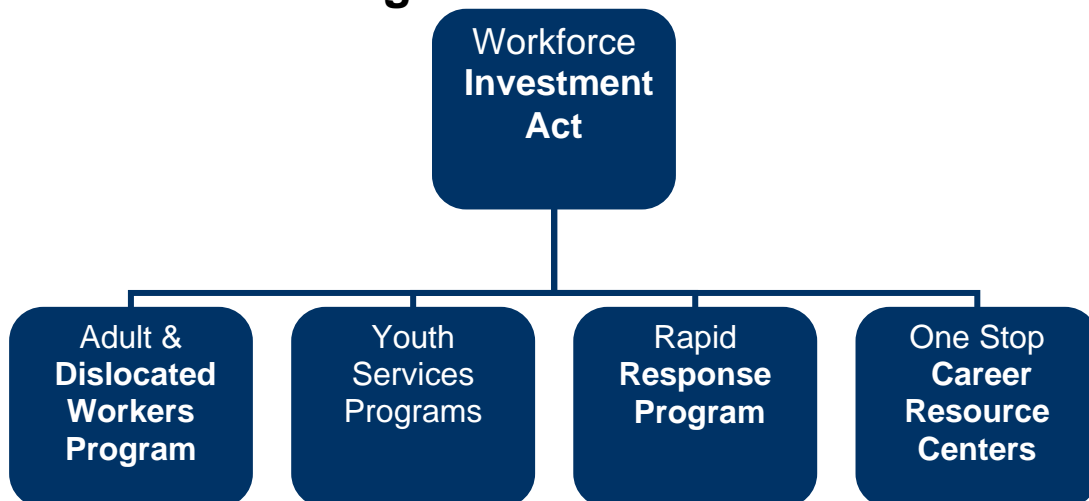 Workforce
Investment
Act
Adult &
Dislocated
Workers
Program
Youth
Services
Programs
Rapid
Response
Program
One Stop
Career
Resource
Centers